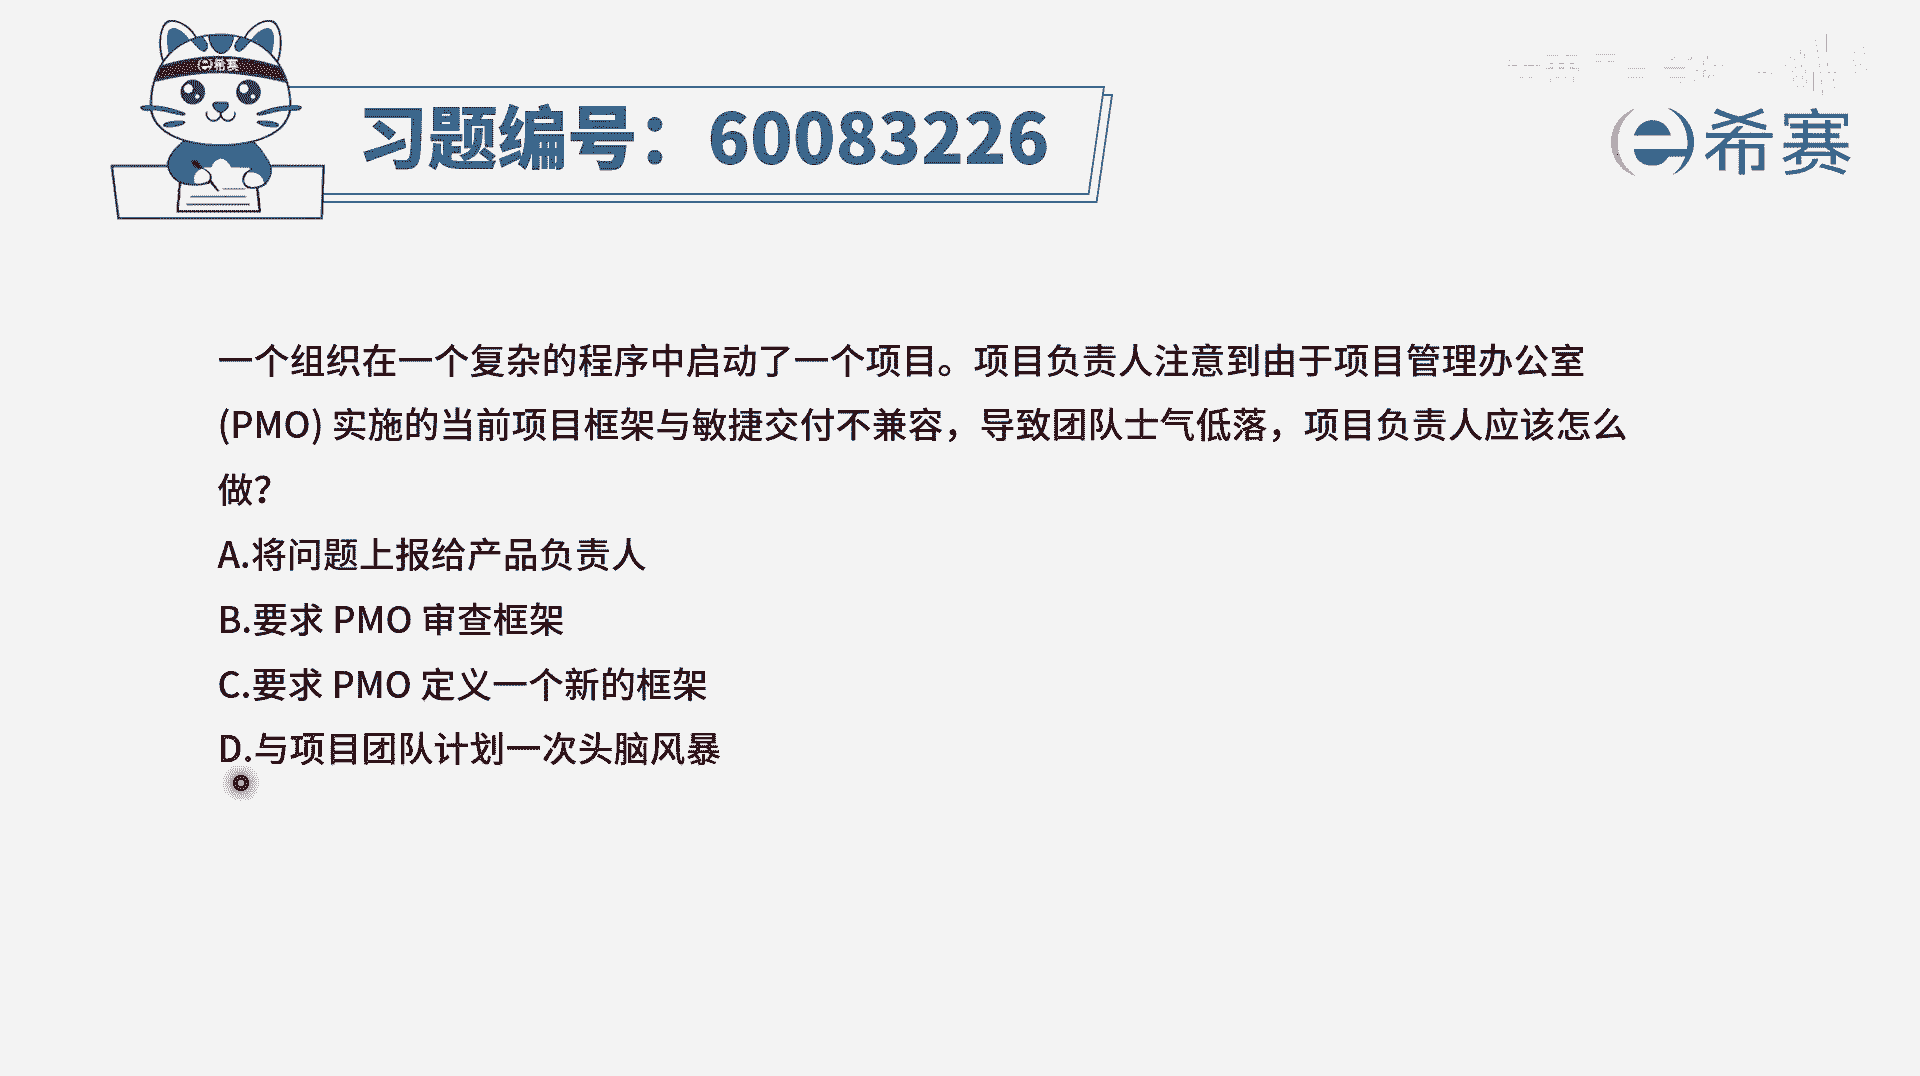 希赛
习题编号：60083226
希赛
一个组织在一个复杂的程序中启动了一个项目。项目负责人注意到由于项目管理办公室
(PMO) 实施的当前项目框架与敏捷交付不兼容，导致团队士气低落，项目负责人应该怎么
做?
A.将问题上报给产品负责人
B.要求 PMO 审查框架
C.要求 PMO 定义一个新的框架
D.与项目团队计划一次头脑风暴